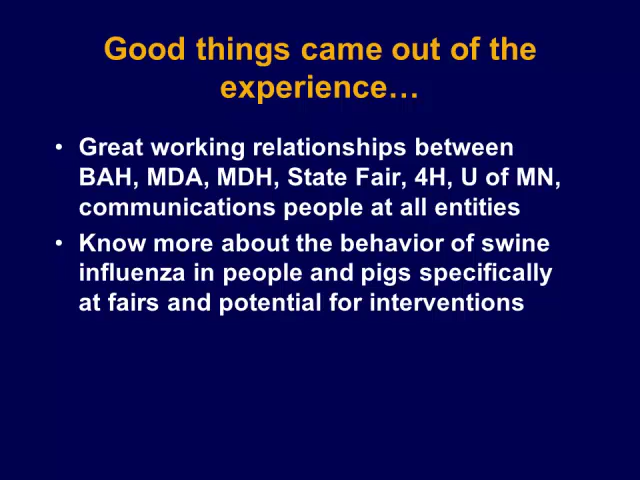 Good things came out of the
experience…
• Great working relationships between
BAH, MDA, MDH, State Fair, 4H, U of MN,
communications people at all entities
• Know more about the behavior of swine
influenza in people and pigs specifically
at fairs and potential for interventions